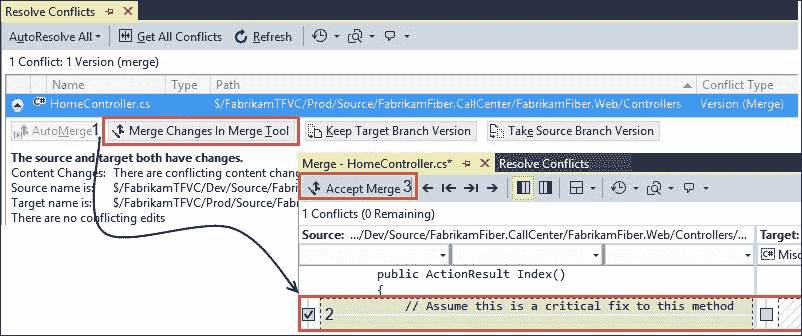 Resolve Conflicts
AutoResolve All Get All Conflicts Refresh
1 Conflict: 1 Version (merge)
Name Type Path Conflict Type
C# HomeController.cs $/FabrikamTFVC/Prod/Source/FabrikamFiber.CallCenter/FabrikamFiber.Web/Controllers Version (Merge)
AutoMerge 1 Merge Changes In Merge Tool Keep Target Branch Version Take Source Branch Version
The source and target both have changes.
Content Changes: There are conflicting content chan
Source name is: $/FabrikamTFVC/Dev/Source/Fabri
Target name is: $/FabrikamTFVC/Prod/Source/Fab
There are no conflicting edits
Merge - HomeController.cs* Resolve Conflicts
Accept Merge 3
1 Conflicts (0 Remaining)
Source: .../Dev/Source/FabrikamFiber.CallCenter/FabrikamFiber.Web/Controllers/... Target:
C# Misc
public ActionResult Index()
{
2 // Assume this is a critical fix to this method